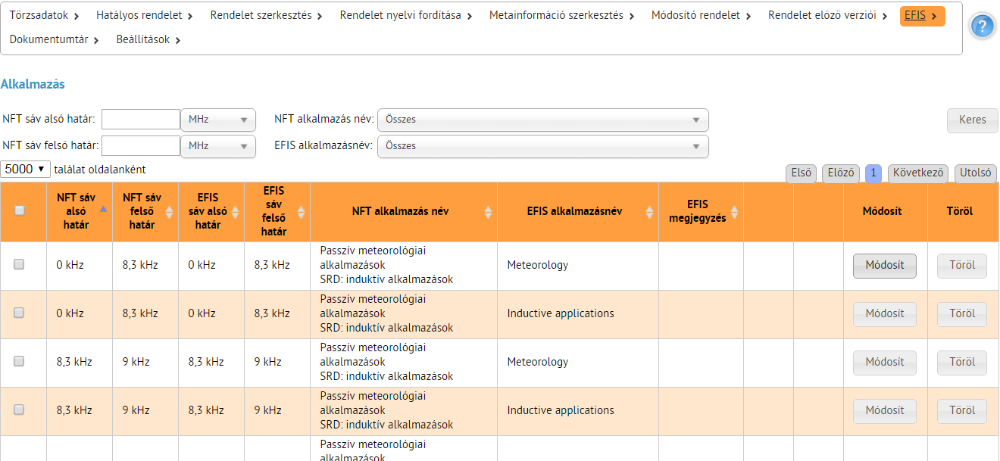 Törzsadatok Hatályos rendelet Rendelet szerkesztés Rendelet nyelvi fordítása Metainformáció szerkesztés Módosító rendelet Rendelet előző verziói EFIS
Dokumentumtár Beállítások
?
Alkalmazás
NFT sáv alsó határ: MHz NFT alkalmazás név: Összes Keres
NFT sáv felső határ: MHz EFIS alkalmazásnév: Összes
5000 találat oldalanként Első Előző 1 Következő Utolsó
NFT sáv alsó határ NFT sáv felső határ EFIS sáv alsó határ EFIS sáv felső határ NFT alkalmazás név EFIS alkalmazásnév EFIS megjegyzés Módosít Töröl
Passzív meteorológiai
0 kHz 8,3 kHz 0 kHz 8,3 kHz alkalmazások Meteorology Módosít Töröl
SRD: induktív alkalmazások
Passzív meteorológiai
0 kHz 8,3 kHz 0 kHz 8,3 kHz alkalmazások Inductive applications Módosít Töröl
SRD: induktív alkalmazások
Passzív meteorológiai
8,3 kHz 9 kHz 8,3 kHz 9 kHz alkalmazások Meteorology Módosít Töröl
SRD: induktív alkalmazások
Passzív meteorológiai
8,3 kHz 9 kHz 8,3 kHz 9 kHz alkalmazások Inductive applications Módosít Töröl
SRD: induktív alkalmazások
Passzív meteorológiai
alkalmazások